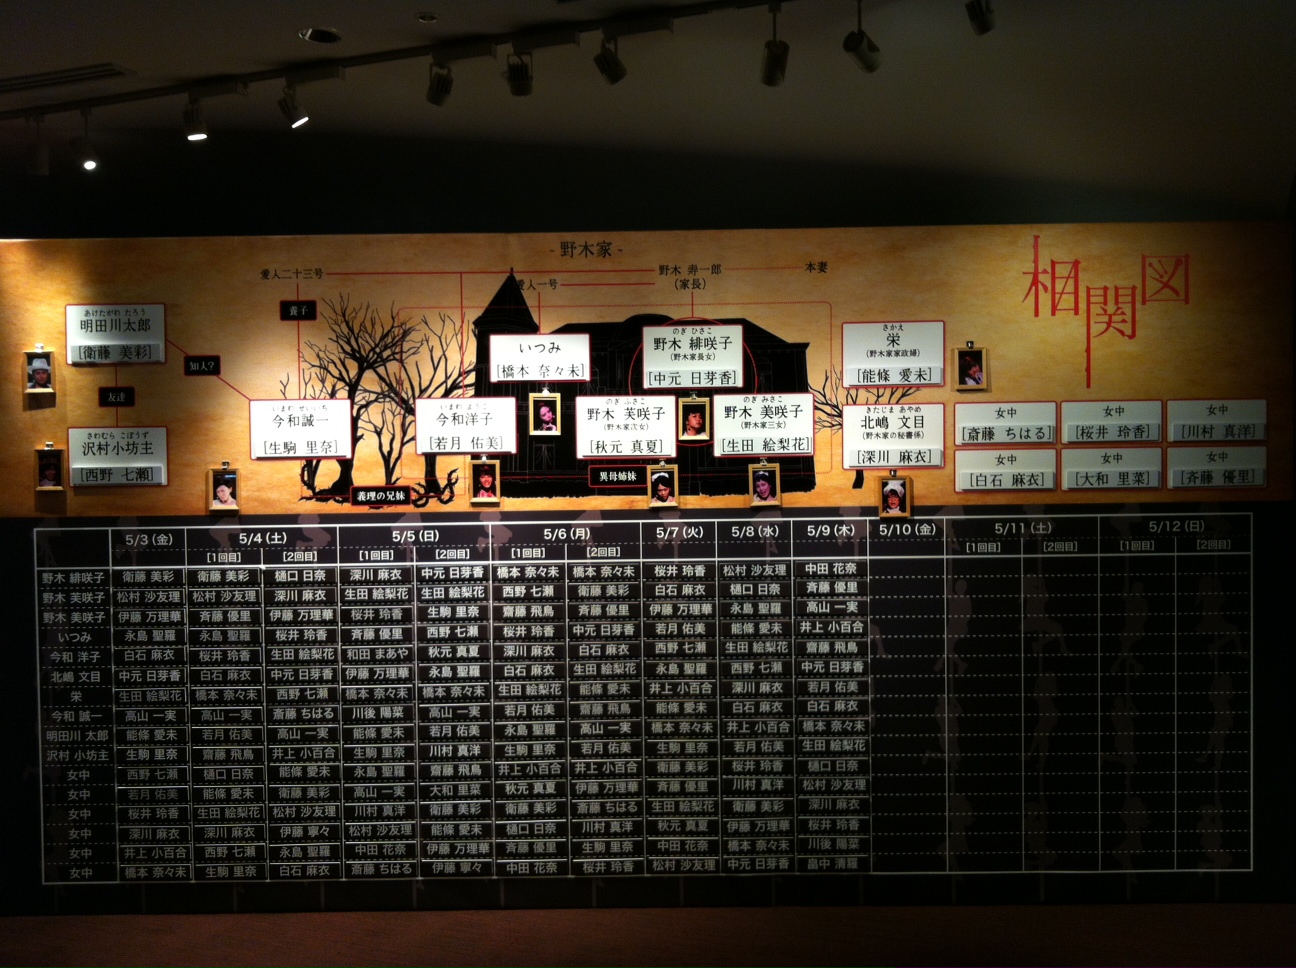 - 野木家 -
相関図
愛人二十三号
野木 寿一郎
(家長)
本妻
愛人一号
養子
あけたがれ たろう
明田川太郎
[衛藤 美彩]
知人?
友達
さわむら こぼうず
沢村小坊主
[西野 七瀬]
今和誠一
[生駒 里奈]
今和洋子
[若月 佑美]
義理の兄妹
いつみ
[橋本 奈々未]
のぎ ひさこ
野木 緋咲子
(野木家長女)
[中元 日芽香]
のぎ ふさこ
野木 芙咲子
(野木家次女)
[秋元 真夏]
のぎ みさこ
野木 美咲子
(野木家三女)
[生田 絵梨花]
異母姉妹
さかえ
栄
(野木家家政婦)
[能條 愛未]
きたじま あやめ
北嶋 文目
(野木家の秘書係)
[深川 麻衣]
女中
[斎藤 ちはる]
女中
[桜井 玲香]
女中
[川村 真洋]
女中
[白石 麻衣]
女中
[大和 里菜]
女中
[斉藤 優里]
5/3 (金) 5/4 (土) 5/5 (日) 5/6 (月) 5/7 (火) 5/8 (水) 5/9 (木) 5/10 (金) 5/11 (土) 5/12 (日)
[1回目] [2回目] [1回目] [2回目] [1回目] [2回目] [1回目] [2回目] [1回目] [2回目]
野木 緋咲子 衛藤 美彩 衛藤 美彩 樋口 日奈 深川 麻衣 中元 日芽香 橋本 奈々未 橋本 奈々未 桜井 玲香 松村 沙友理 中田 花奈
野木 芙咲子 松村 沙友理 松村 沙友理 深川 麻衣 生田 絵梨花 生田 絵梨花 西野 七瀬 衛藤 美彩 白石 麻衣 樋口 日奈 斉藤 優里
野木 美咲子 伊藤 万理華 斉藤 優里 伊藤 万理華 桜井 玲香 生駒 里奈 齋藤 飛鳥 斉藤 優里 伊藤 万理華 永島 聖羅 高山 一実
いつみ 永島 聖羅 永島 聖羅 桜井 玲香 斉藤 優里 西野 七瀬 桜井 玲香 中元 日芽香 若月 佑美 能條 愛未 井上 小百合
今和 洋子 白石 麻衣 桜井 玲香 生田 絵梨花 和田 まあや 秋元 真夏 深川 麻衣 白石 麻衣 西野 七瀬 生田 絵梨花 齋藤 飛鳥
北嶋 文目 中元 日芽香 白石 麻衣 中元 日芽香 伊藤 万理華 永島 聖羅 白石 麻衣 生田 絵梨花 永島 聖羅 西野 七瀬 中元 日芽香
栄 生田 絵梨花 橋本 奈々未 西野 七瀬 橋本 奈々未 橋本 奈々未 生田 絵梨花 能條 愛未 井上 小百合 深川 麻衣 若月 佑美
今和 誠一 高山 一実 高山 一実 斎藤 ちはる 川後 陽菜 高山 一実 若月 佑美 齋藤 飛鳥 能條 愛未 白石 麻衣 白石 麻衣
明田川 太郎 能條 愛未 若月 佑美 高山 一実 能條 愛未 若月 佑美 永島 聖羅 高山 一実 橋本 奈々未 井上 小百合 橋本 奈々未
沢村 小坊主 生駒 里奈 齋藤 飛鳥 井上 小百合 生駒 里奈 川村 真洋 生駒 里奈 若月 佑美 生駒 里奈 若月 佑美 生田 絵梨花
女中 西野 七瀬 樋口 日奈 能條 愛未 永島 聖羅 齋藤 飛鳥 井上 小百合 井上 小百合 衛藤 美彩 桜井 玲香 樋口 日奈
女中 若月 佑美 能條 愛未 衛藤 美彩 高山 一実 大和 里菜 秋元 真夏 伊藤 万理華 斉藤 優里 川村 真洋 松村 沙友理
女中 桜井 玲香 生田 絵梨花 松村 沙友理 川村 真洋 衛藤 美彩 衛藤 美彩 斎藤 ちはる 生田 絵梨花 衛藤 美彩 深川 麻衣
女中 深川 麻衣 深川 麻衣 伊藤 寧々 松村 沙友理 能條 愛未 樋口 日奈 川村 真洋 秋元 真夏 伊藤 万理華 桜井 玲香
女中 井上 小百合 西野 七瀬 永島 聖羅 中田 花奈 伊藤 万理華 斉藤 優里 生駒 里奈 中田 花奈 橋本 奈々未 川後 陽菜
女中 橋本 奈々未 生駒 里奈 白石 麻衣 斎藤 ちはる 伊藤 寧々 中田 花奈 桜井 玲香 松村 沙友理 中元 日芽香 畠中 清羅